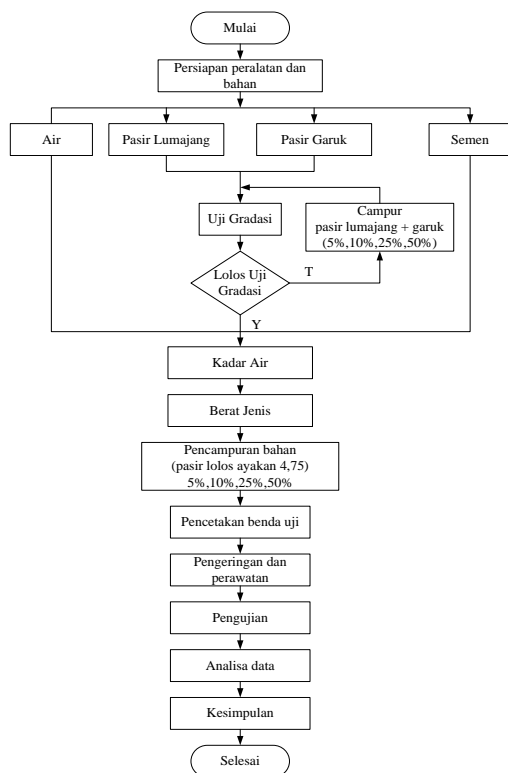 Mulai
Persiapan peralatan dan
bahan
Air
Pasir Lumajang
Pasir Garuk
Semen
Uji Gradasi
Campur
pasir lumajang + garuk
(5%,10%,25%,50%)
Lolos Uji
Gradasi
T
Y
Kadar Air
Berat Jenis
Pencampuran bahan
(pasir lolos ayakan 4,75)
5%,10%,25%,50%
Pencetakan benda uji
Pengeringan dan
perawatan
Pengujian
Analisa data
Kesimpulan
Selesai